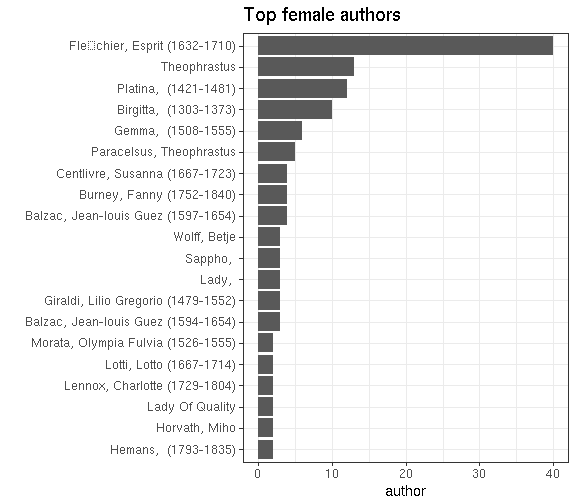 Top female authors
Fle□chier, Esprit (1632-1710)
Theophrastus
Platina, (1421-1481)
Birgitta, (1303-1373)
Gemma, (1508-1555)
Paracelsus, Theophrastus
Centlivre, Susanna (1667-1723)
Burney, Fanny (1752-1840)
Balzac, Jean-louis Guez (1597-1654)
Wolff, Betje
Sappho,
Lady,
Giraldi, Lilio Gregorio (1479-1552)
Balzac, Jean-louis Guez (1594-1654)
Morata, Olympia Fulvia (1526-1555)
Lotti, Lotto (1667-1714)
Lennox, Charlotte (1729-1804)
Lady Of Quality
Horvath, Miho
Hemans, (1793-1835)
0 10 20 30 40
author